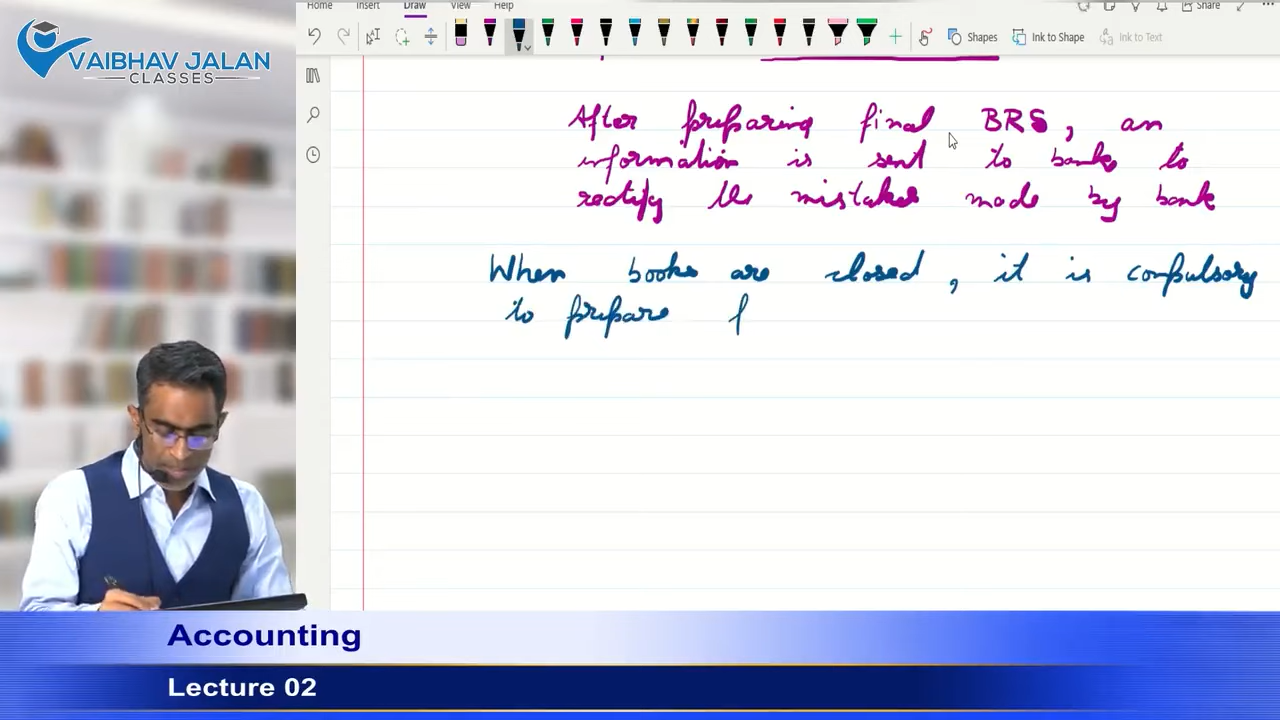 Home Insert Draw View Help Share
Shapes Ink to Shape Ink to Text
VAIBHAV JALAN
CLASSES
After preparing final BRS, an
information is sent to bank to
rectify the mistakes made by bank
When books are closed, it is compulsory
to prepare f
Accounting
Lecture 02